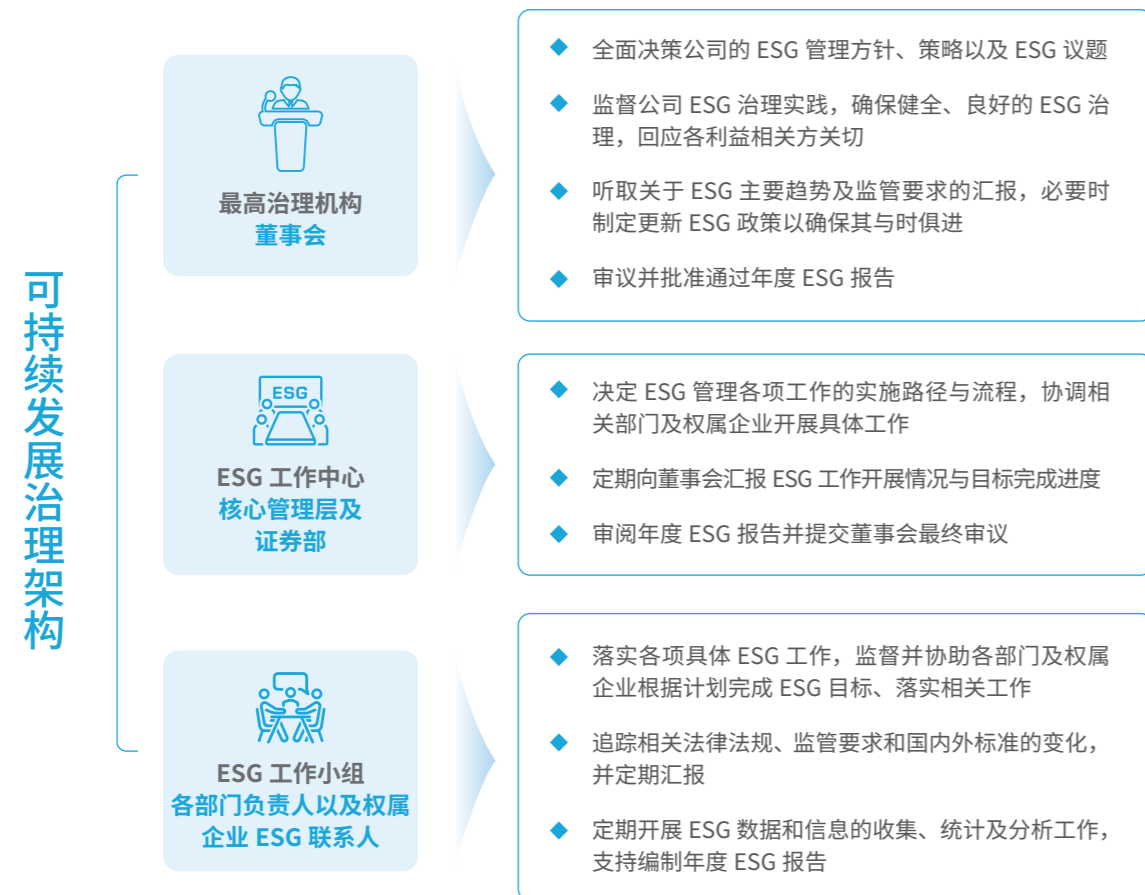 可持续发展治理架构
最高治理机构
董事会
◆ 全面决策公司的 ESG 管理方针、策略以及 ESG 议题
◆ 监督公司 ESG 治理实践，确保健全、良好的 ESG 治
理，回应各利益相关方关切
◆ 听取关于 ESG 主要趋势及监管要求的汇报，必要时
制定更新 ESG 政策以确保其与时俱进
◆ 审议并批准通过年度 ESG 报告
ESG
ESG 工作中心
核心管理层及
证券部
◆ 决定 ESG 管理各项工作的实施路径与流程，协调相
关部门及权属企业开展具体工作
◆ 定期向董事会汇报 ESG 工作开展情况与目标完成进度
◆ 审阅年度 ESG 报告并提交董事会最终审议
ESG 工作小组
各部门负责人以及权属
企业 ESG 联系人
◆ 落实各项具体 ESG 工作，监督并协助各部门及权属
企业根据计划完成 ESG 目标、落实相关工作
◆ 追踪相关法律法规、监管要求和国内外标准的变化，
并定期汇报
◆ 定期开展 ESG 数据和信息的收集、统计及分析工作，
支持编制年度 ESG 报告